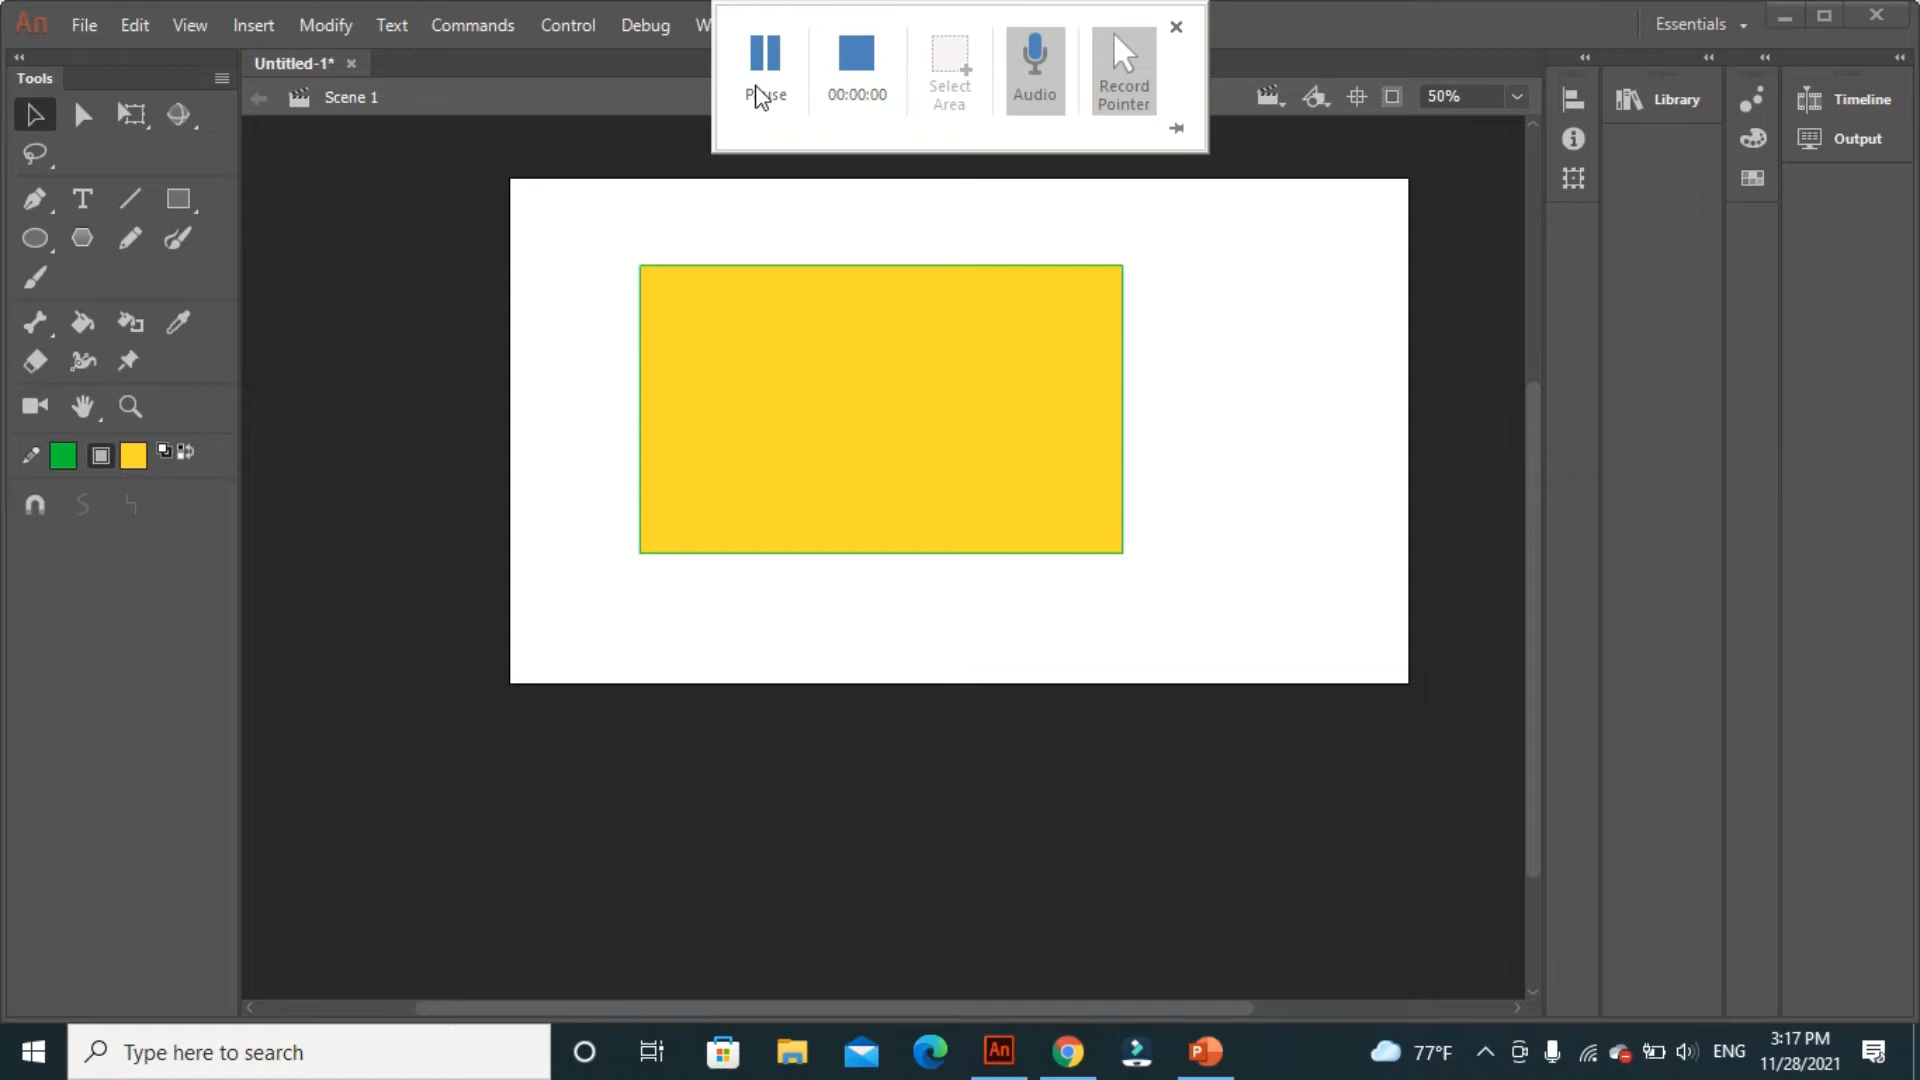 An File Edit View Insert Modify Text Commands Control Debug W
Essentials
Pause
00:00:00
Select
Area
Audio
Record
Pointer
Tools
Untitled-1*
Scene 1
50%
Library
Timeline
Output
Type here to search
An
P
77°F
ENG
3:17 PM
11/28/2021